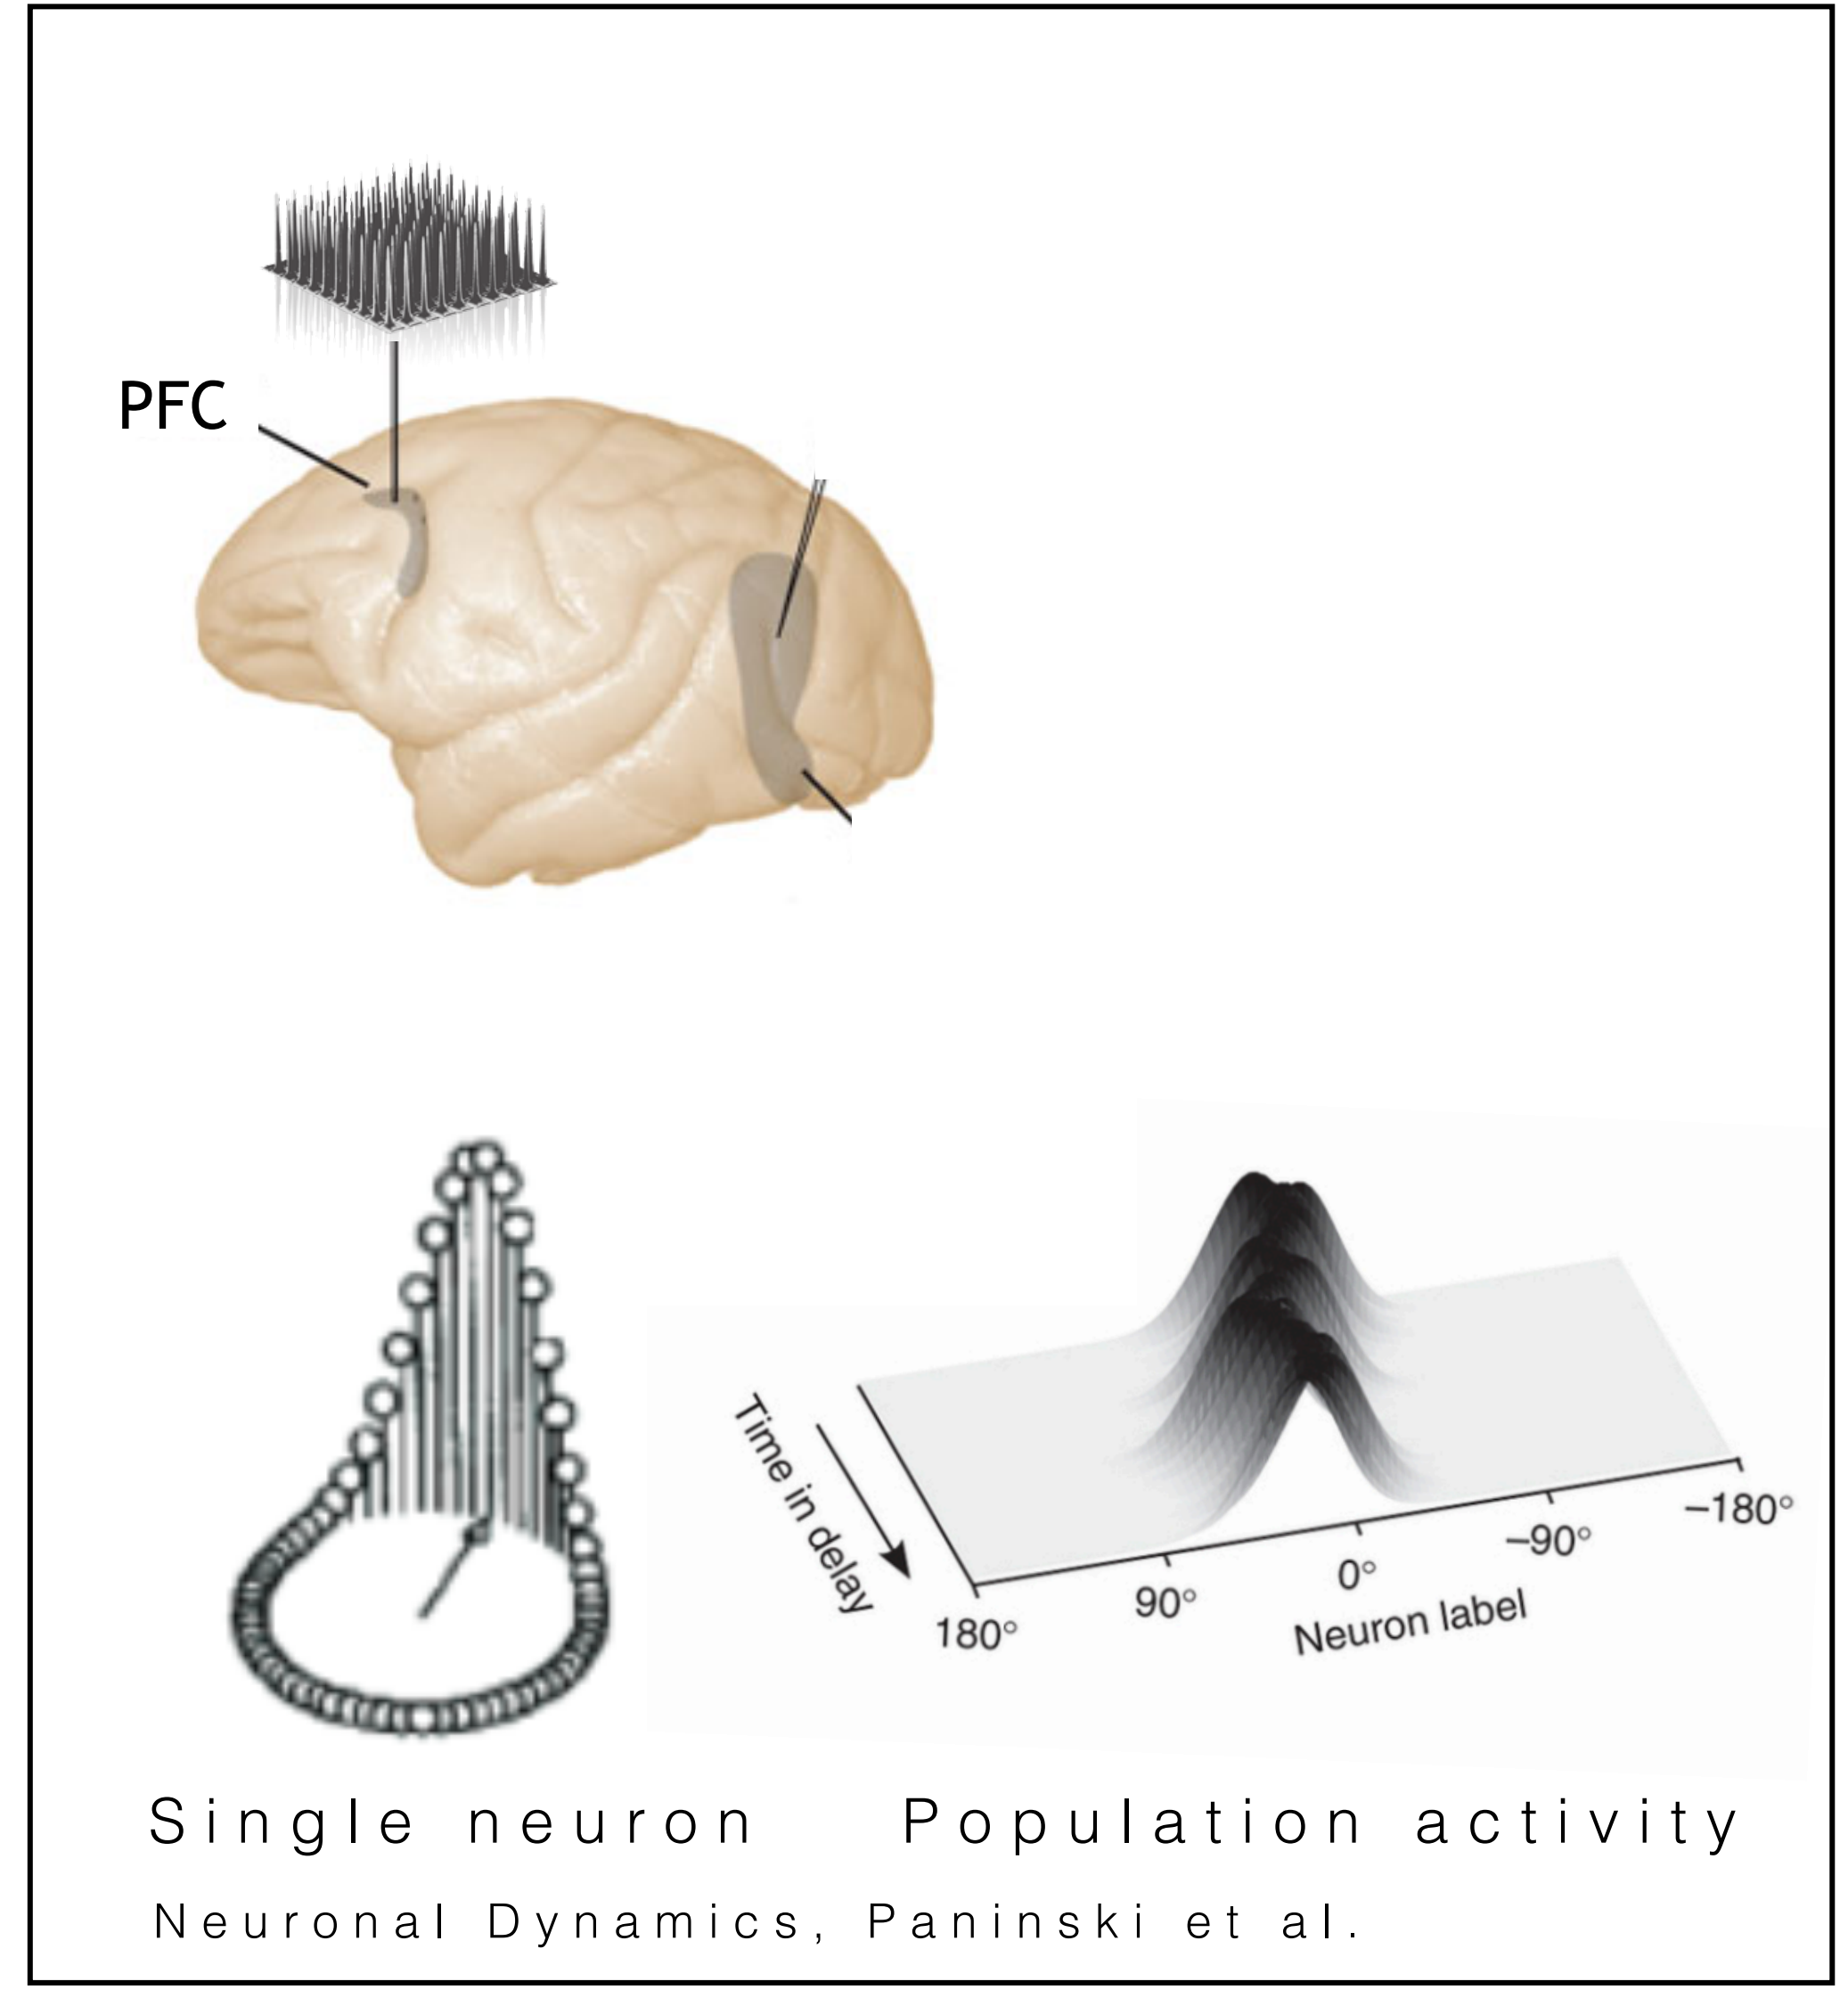 PFC
Time in delay
180°
90°
0°
−90°
−180°
Neuron label
Single neuron
Population activity
Neuronal Dynamics, Paninski et al.